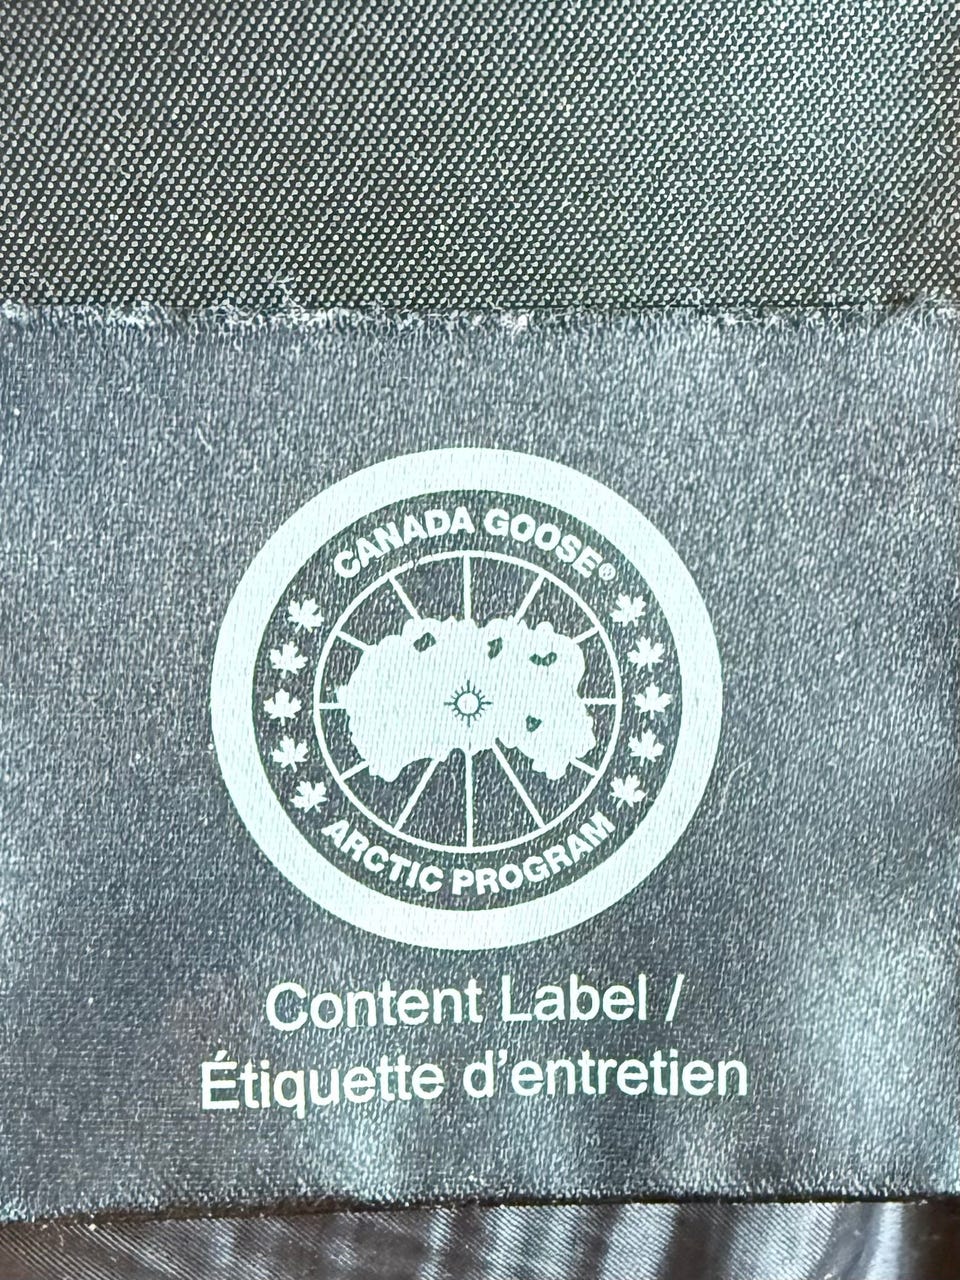 CANADA GOOSE®
ARCTIC PROGRAM
Content Label /
Étiquette d'entretien